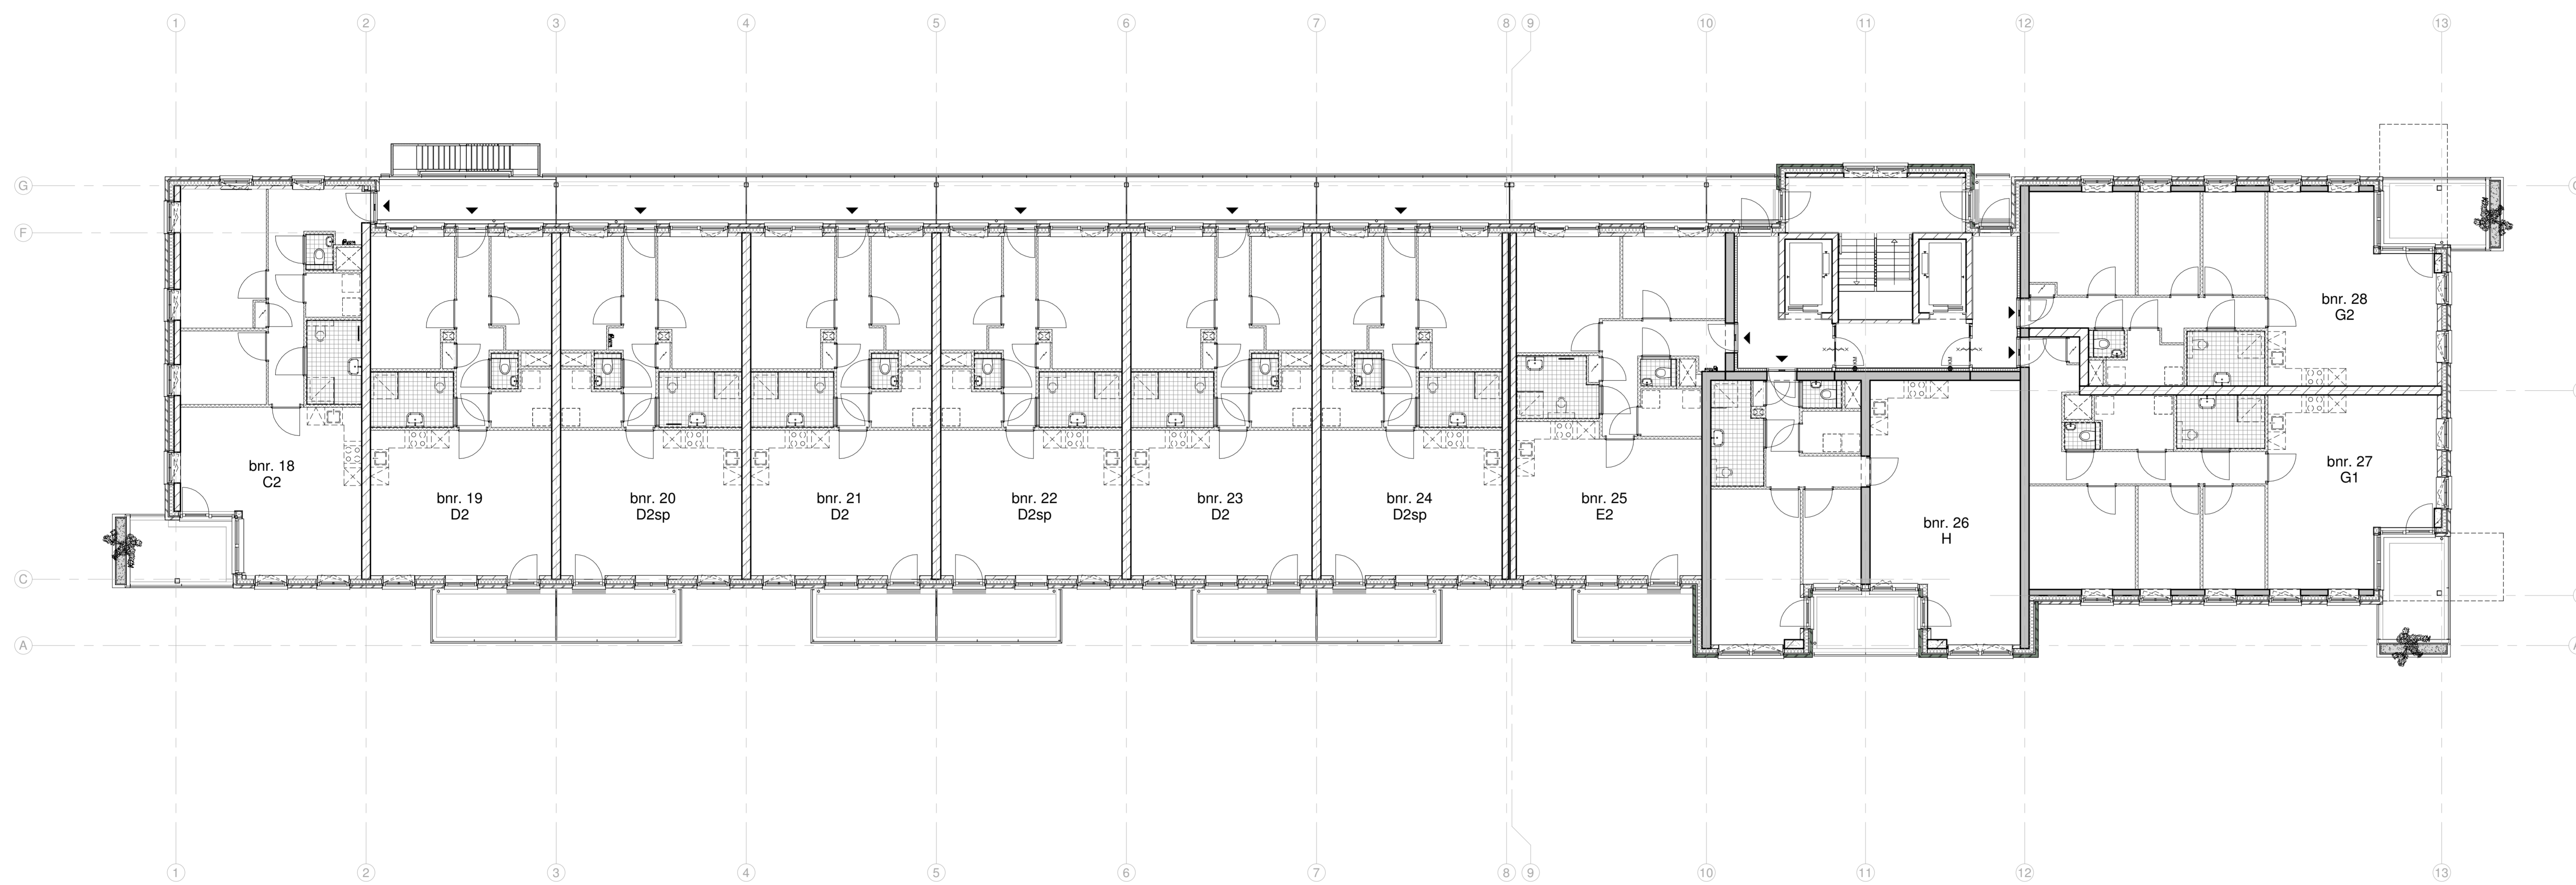 1 2 3 4 5 6 7 8 9 10 11 12 13
G
F
bnr. 28
G2
bnr. 18
C2
bnr. 27
G1
bnr. 19
D2
bnr. 20
D2sp
bnr. 21
D2
bnr. 22
D2sp
bnr. 23
D2
bnr. 24
D2sp
bnr. 25
E2
bnr. 26
H
C
A
1 2 3 4 5 6 7 8 9 10 11 12 13